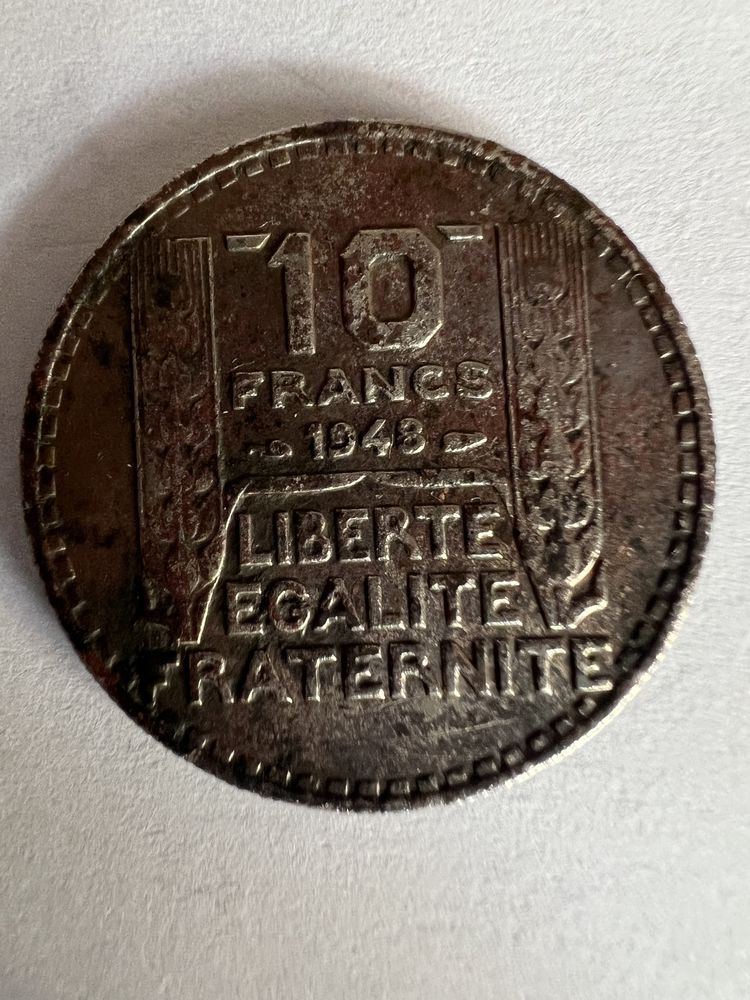 10
FRANCS
1948
LIBERTE
EGALITE
FRATERNITE